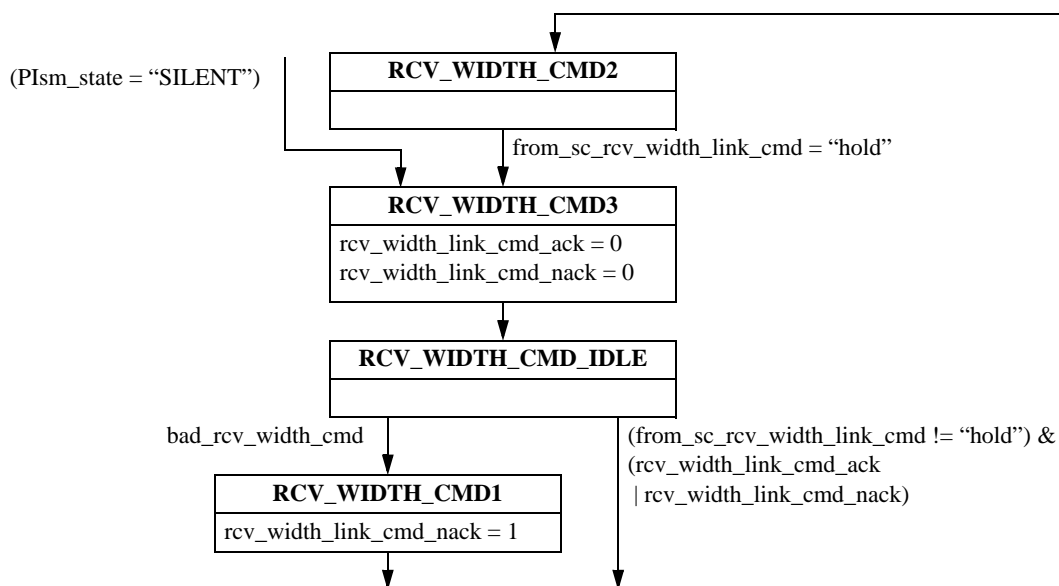 RCV_WIDTH_CMD2
(PIsm_state = “SILENT”)
from_sc_rcv_width_link_cmd = “hold”
RCV_WIDTH_CMD3
rcv_width_link_cmd_ack = 0
rcv_width_link_cmd_nack = 0
RCV_WIDTH_CMD_IDLE
bad_rcv_width_cmd
(from_sc_rcv_width_link_cmd != “hold”) &
(rcv_width_link_cmd_ack
| rcv_width_link_cmd_nack)
RCV_WIDTH_CMD1
rcv_width_link_cmd_nack = 1